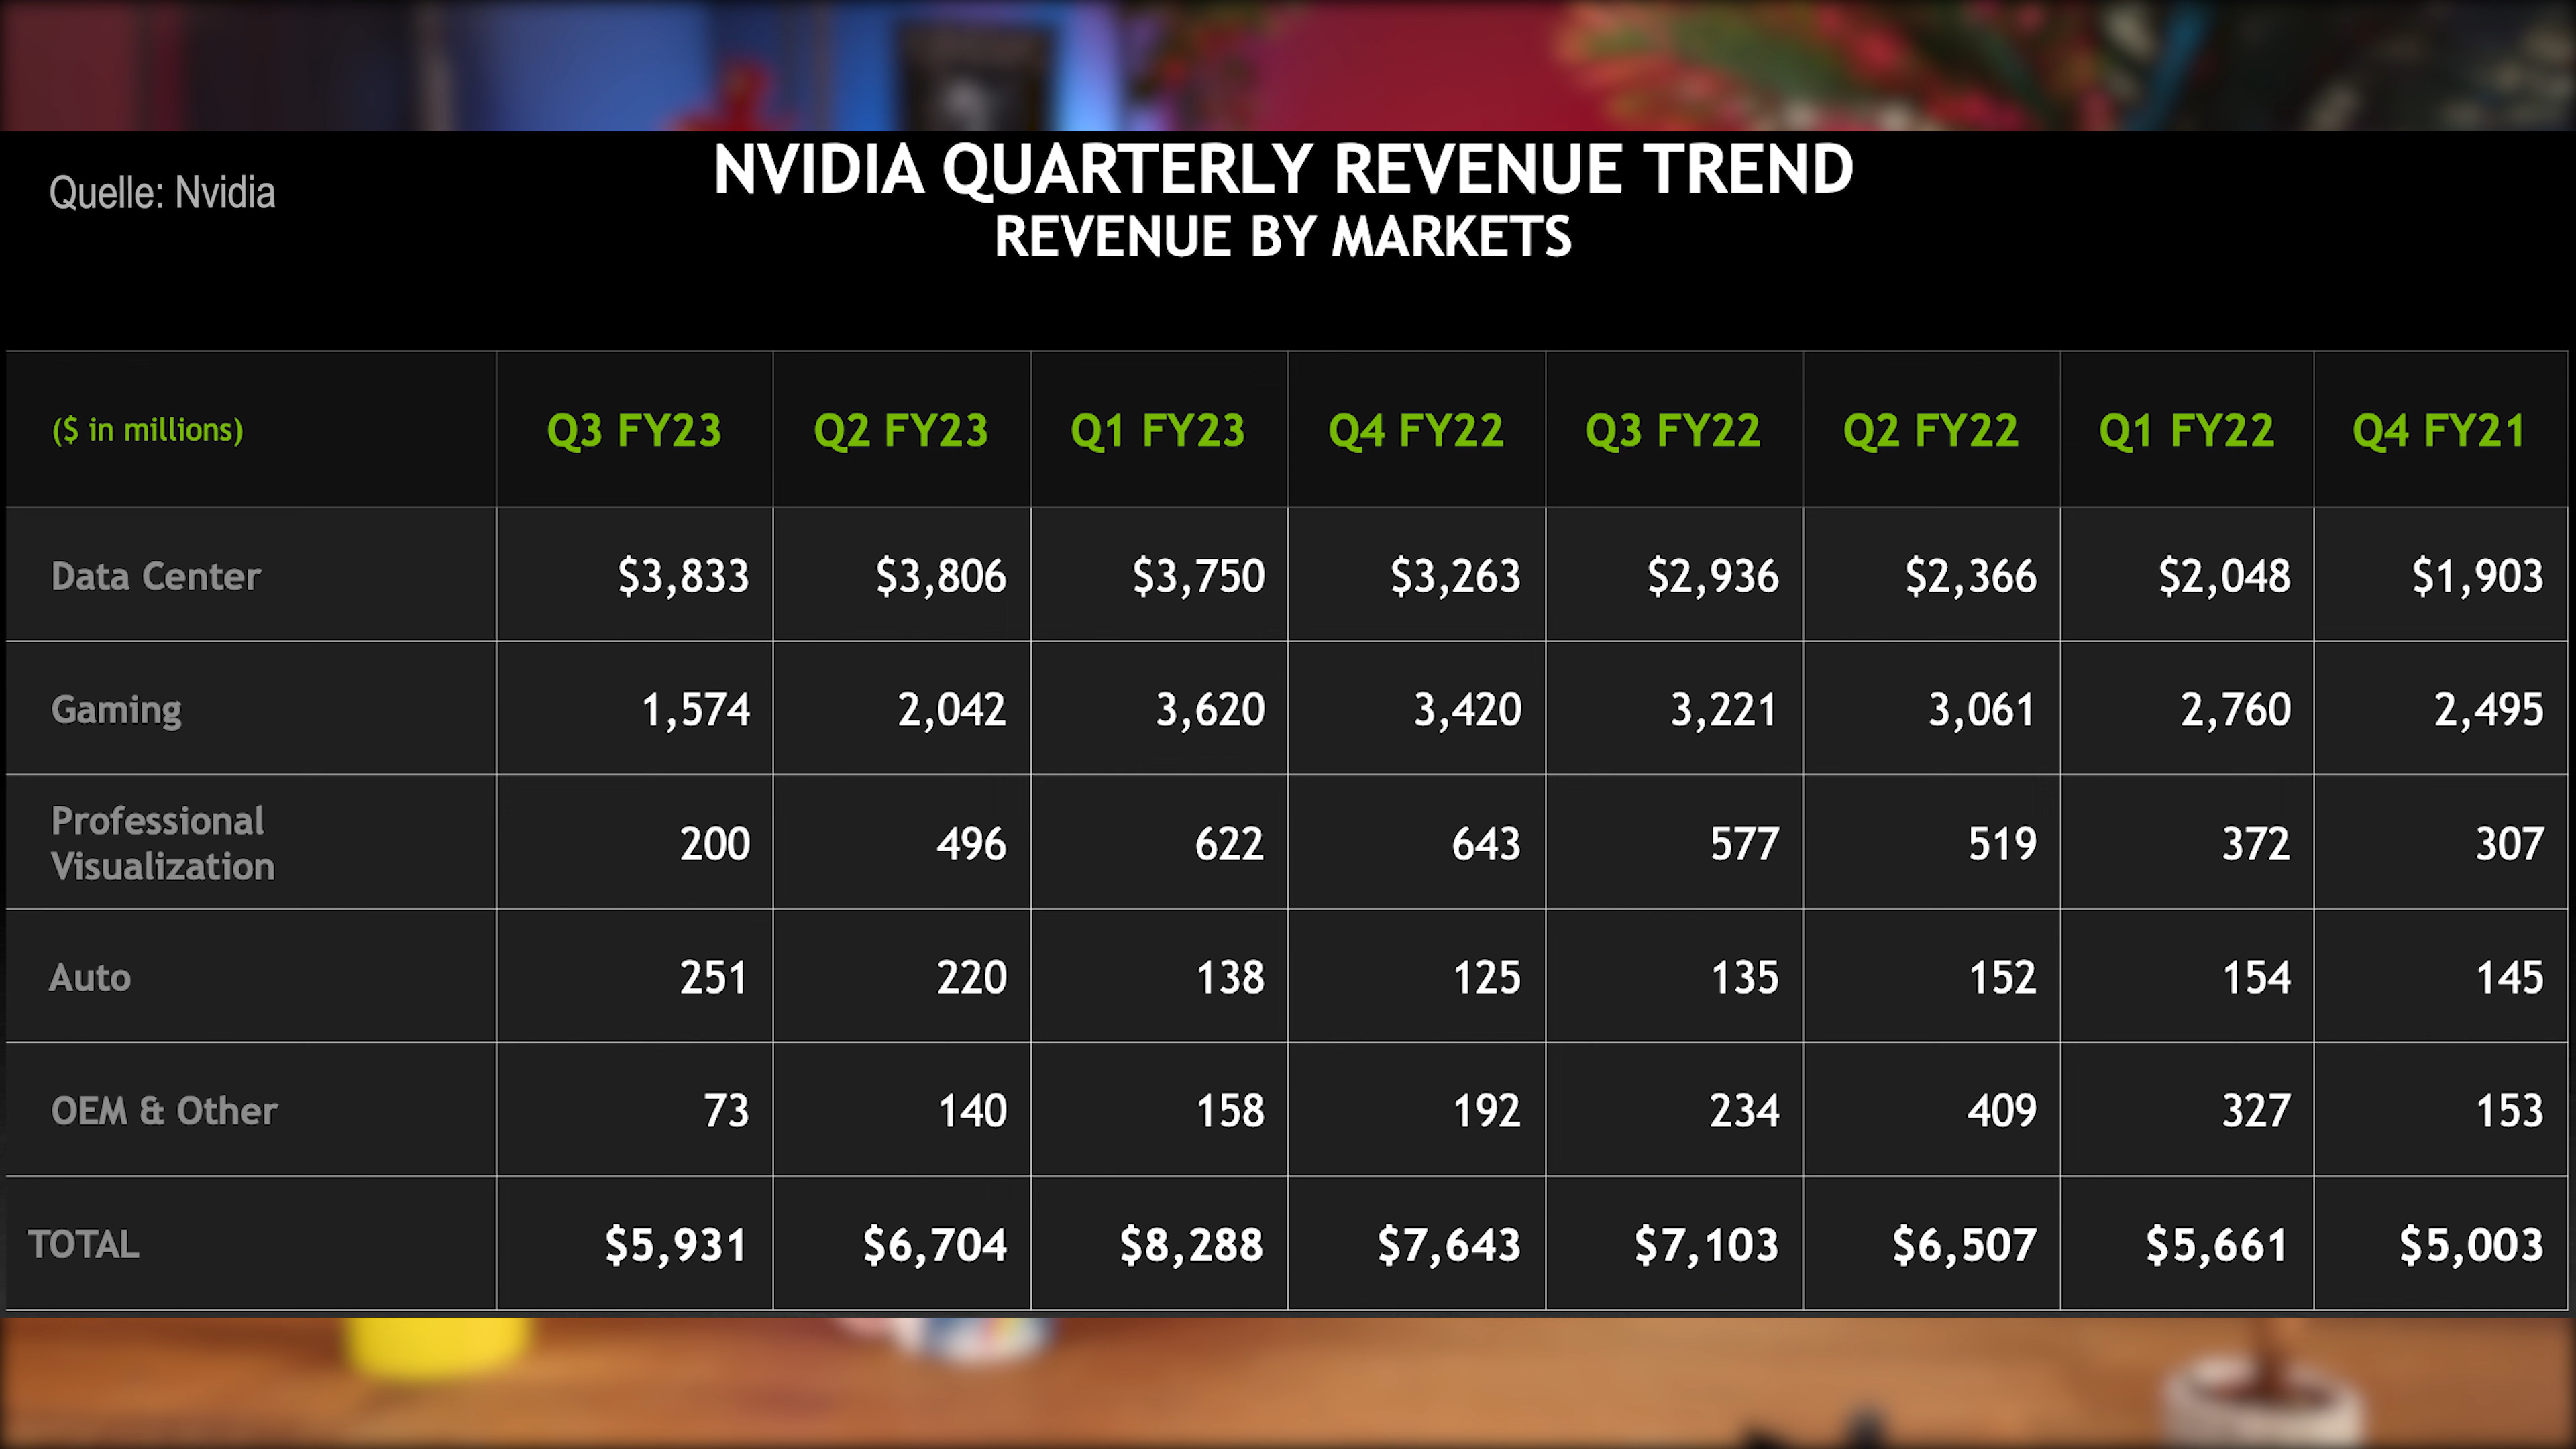 Quelle: Nvidia
NVIDIA QUARTERLY REVENUE TREND
REVENUE BY MARKETS
($ in millions) Q3 FY23 Q2 FY23 Q1 FY23 Q4 FY22 Q3 FY22 Q2 FY22 Q1 FY22 Q4 FY21
Data Center $3,833 $3,806 $3,750 $3,263 $2,936 $2,366 $2,048 $1,903
Gaming 1,574 2,042 3,620 3,420 3,221 3,061 2,760 2,495
Professional
Visualization 200 496 622 643 577 519 372 307
Auto 251 220 138 125 135 152 154 145
OEM & Other 73 140 158 192 234 409 327 153
TOTAL $5,931 $6,704 $8,288 $7,643 $7,103 $6,507 $5,661 $5,003